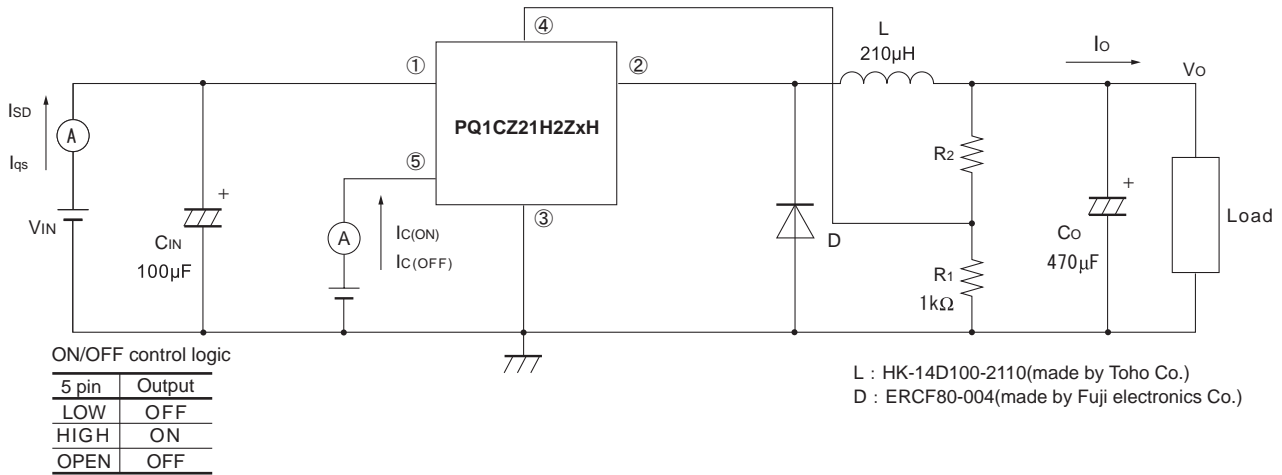 ④
L
210μH
IO
①
②
VO
ISD
A
PQ1CZ21H2ZxH
R2
Iqs
⑤
+
+
VIN
③
Load
CIN
100μF
A
IC(ON)
IC(OFF)
D
CO
470μF
R1
1kΩ
ON/OFF control logic
5 pin Output
LOW OFF
HIGH ON
OPEN OFF
L : HK-14D100-2110(made by Toho Co.)
D : ERCF80-004(made by Fuji electronics Co.)